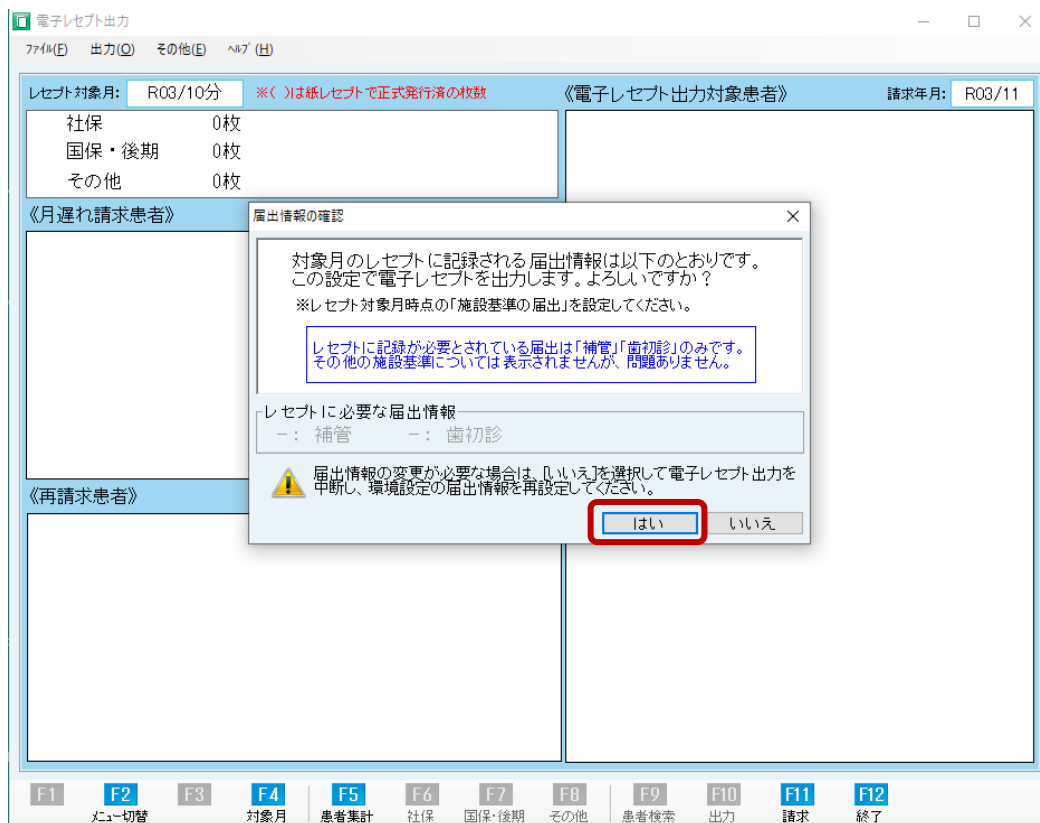 電子レセプト出力
ﾌｧｲﾙ(F) 出力(O) その他(E) ﾍﾙﾌﾟ(H)
レセプト対象月: R03/10分 ※( )は紙レセプトで正式発行済の枚数
社保 0枚
国保・後期 0枚
その他 0枚
《電子レセプト出力対象患者》 請求年月: R03/11
《月遅れ請求患者》
届出情報の確認
対象月のレセプトに記録される届出情報は以下のとおりです。
この設定で電子レセプトを出力します。よろしいですか？
※レセプト対象月時点の「施設基準の届出」を設定してください。
レセプトに記録が必要とされている届出は「補管」「歯初診」のみです。
その他の施設基準については表示されませんが、問題ありません。
レセプトに必要な届出情報
－： 補管 －： 歯初診
届出情報の変更が必要な場合は、[いいえ]を選択して電子レセプト出力を
中断し、環境設定の届出情報を再設定してください。
はい いいえ
《再請求患者》
F1 F2 F3 F4 F5 F6 F7 F8 F9 F10 F11 F12
ﾒﾆｭｰ切替 対象月 患者集計 社保 国保･後期 その他 患者検索 出力 請求 終了